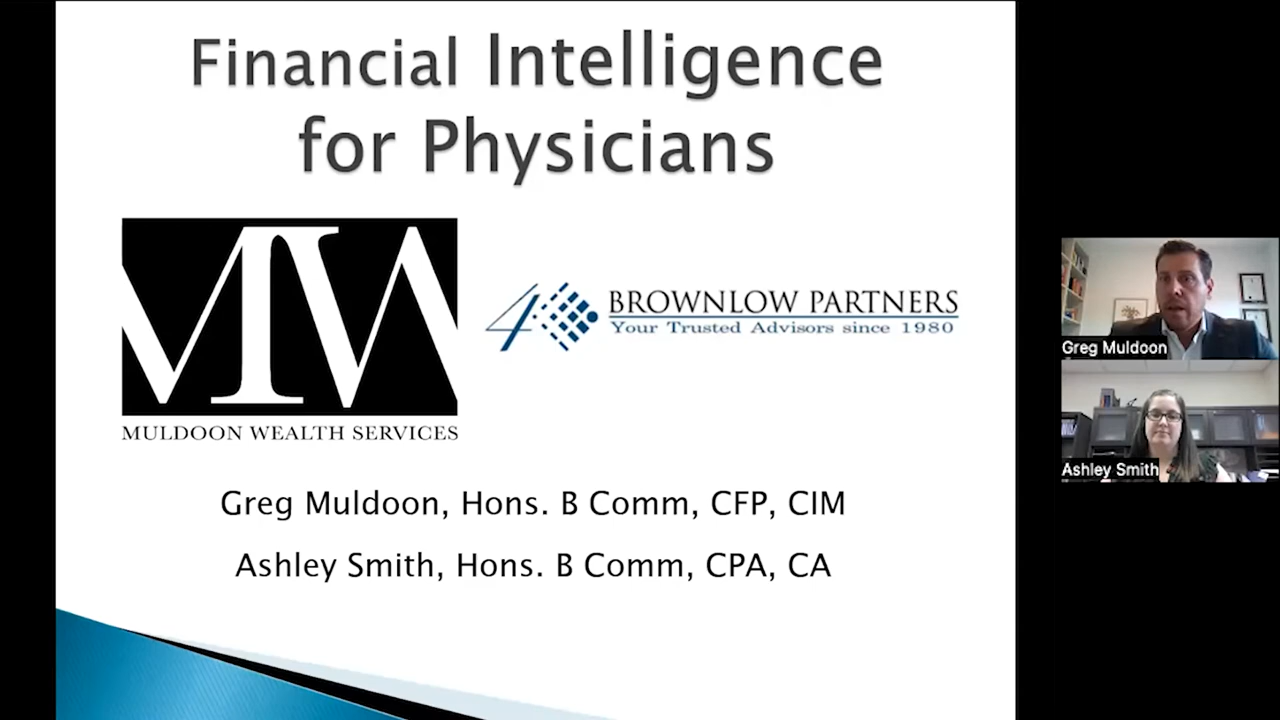 Financial Intelligence
for Physicians
MW
MULDOON WEALTH SERVICES
40
BROWNLOW PARTNERS
Your Trusted Advisors since 1980
Greg Muldoon, Hons. B Comm, CFP, CIM
Ashley Smith, Hons. B Comm, CPA, CA
Greg Muldoon
Ashley Smith